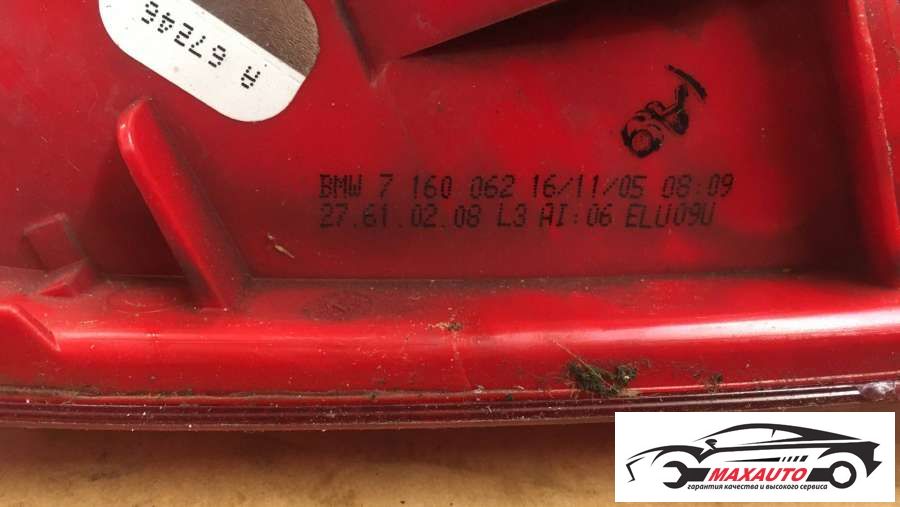 A 67246
BMW 7 160 062 16/11/05 08:09
27.61.02.08 L3 AI:06 ELU09U
MAXAUTO
гарантия качества и высокого сервиса